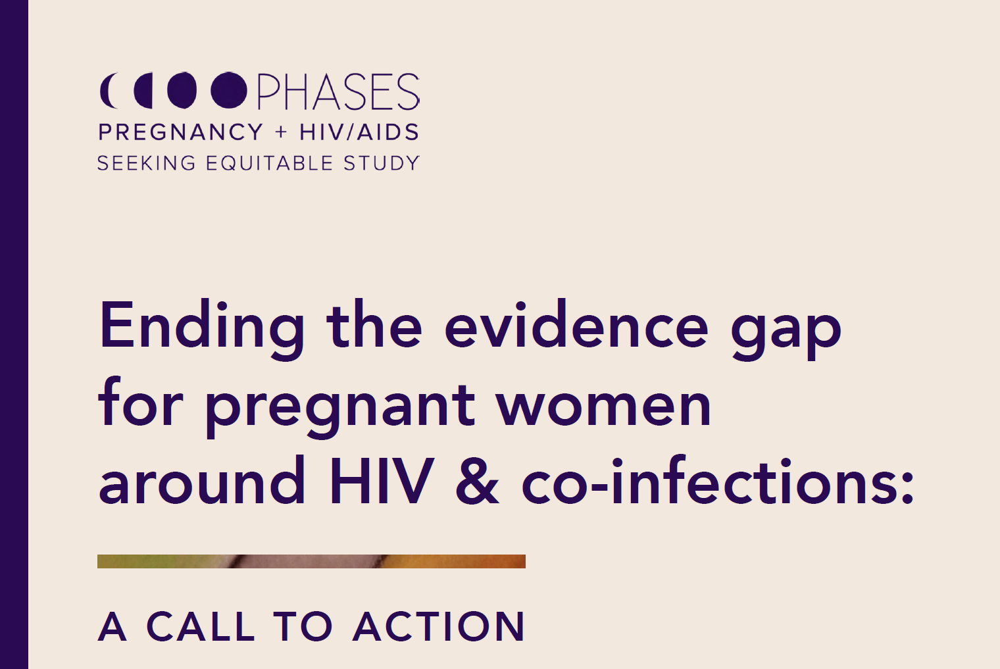 PHASES
PREGNANCY + HIV/AIDS
SEEKING EQUITABLE STUDY
Ending the evidence gap
for pregnant women
around HIV & co-infections:
A CALL TO ACTION